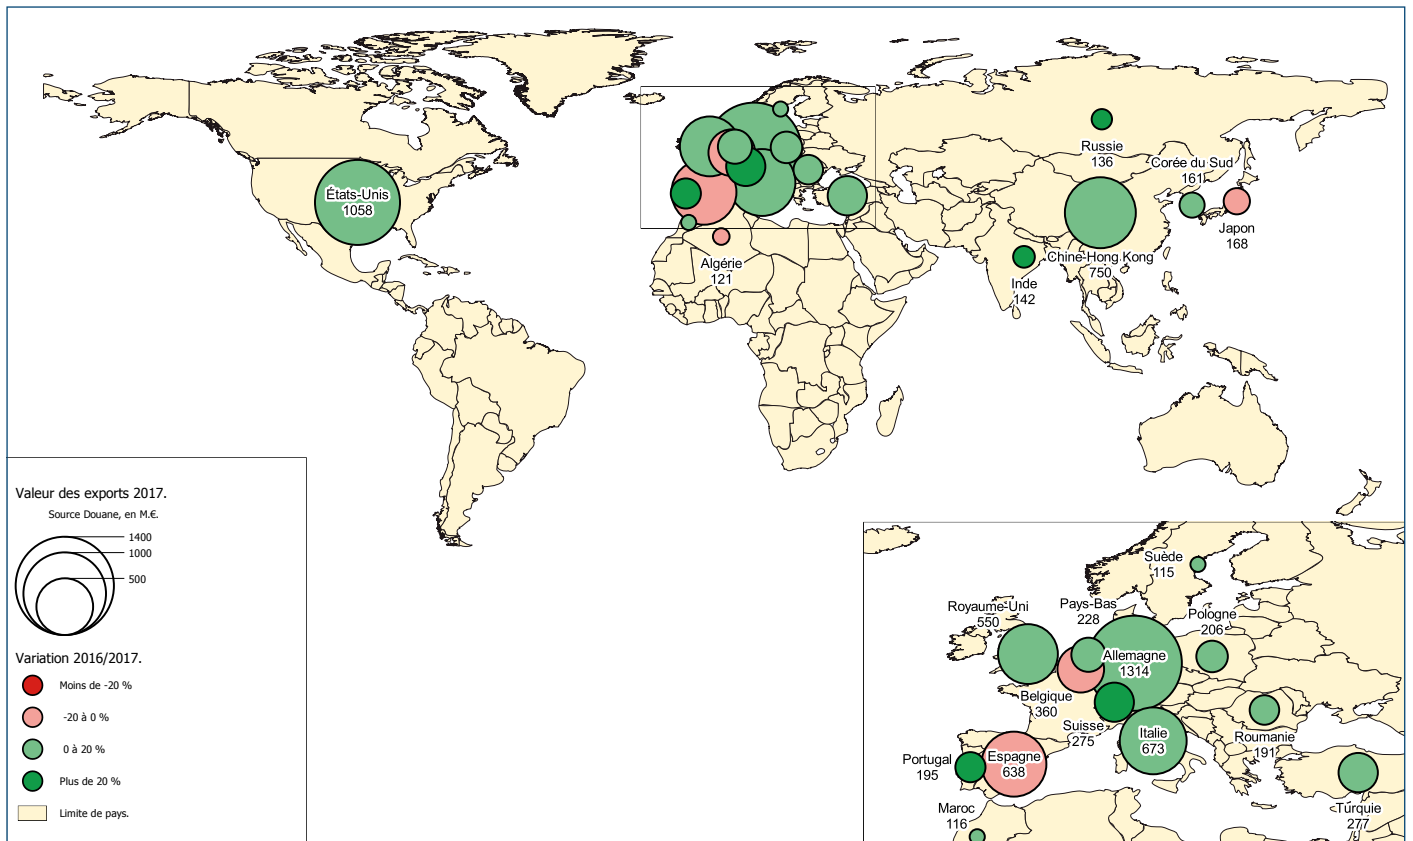 États-Unis
1058
Algérie
121
Russie
136
Corée du Sud
161
Japon
168
Chine-Hong Kong
750
Inde
142
Valeur des exports 2017.
Source Douane, en M.€.
1400
1000
500
Variation 2016/2017.
Moins de -20 %
-20 à 0 %
0 à 20 %
Plus de 20 %
Limite de pays.
Suède
115
Royaume-Uni
550
Pays-Bas
228
Pologne
206
Allemagne
1314
Belgique
360
Suisse
275
Italie
673
Roumanie
191
Portugal
195
Espagne
638
Turquie
277
Maroc
116